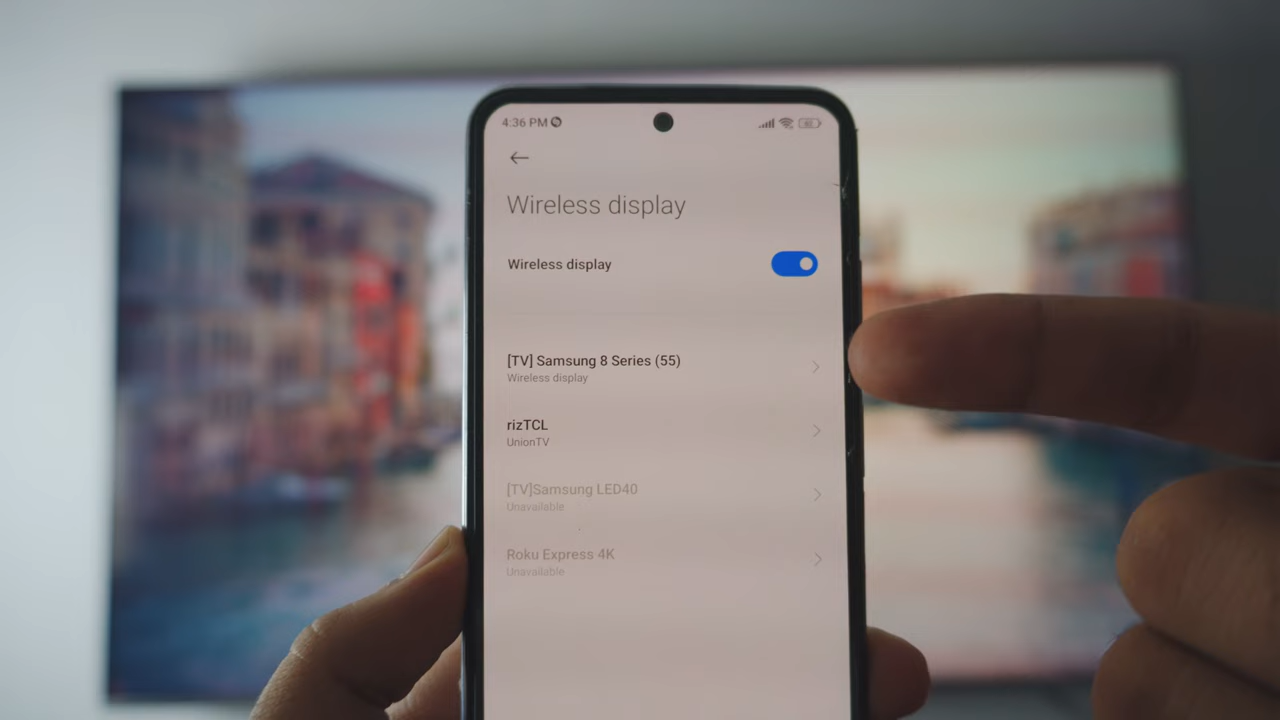 4:36 PM
Wireless display
Wireless display
[TV] Samsung 8 Series (55)
Wireless display
rizTCL
UnionTV
[TV]Samsung LED40
Unavailable
Roku Express 4K
Unavailable